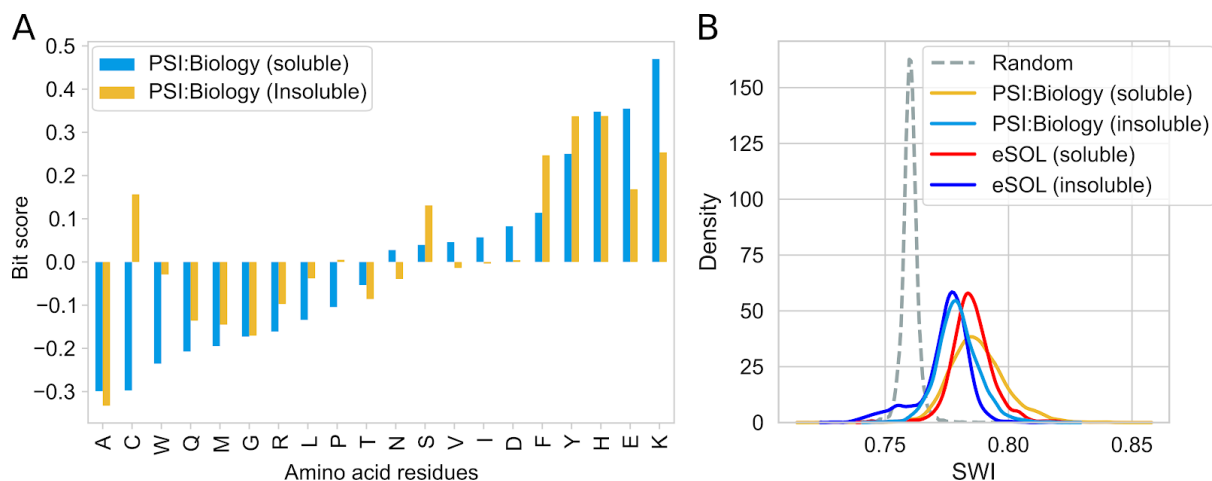 A
0.5
0.4
0.3
0.2
0.1
0.0
−0.1
−0.2
−0.3
Bit score
PSI:Biology (soluble)
PSI:Biology (Insoluble)
A C W Q M G R L P T N S V I D F Y H E K
Amino acid residues
B
150
125
100
75
50
25
0
Density
Random
PSI:Biology (soluble)
PSI:Biology (insoluble)
eSOL (soluble)
eSOL (insoluble)
0.75 0.80 0.85
SWI